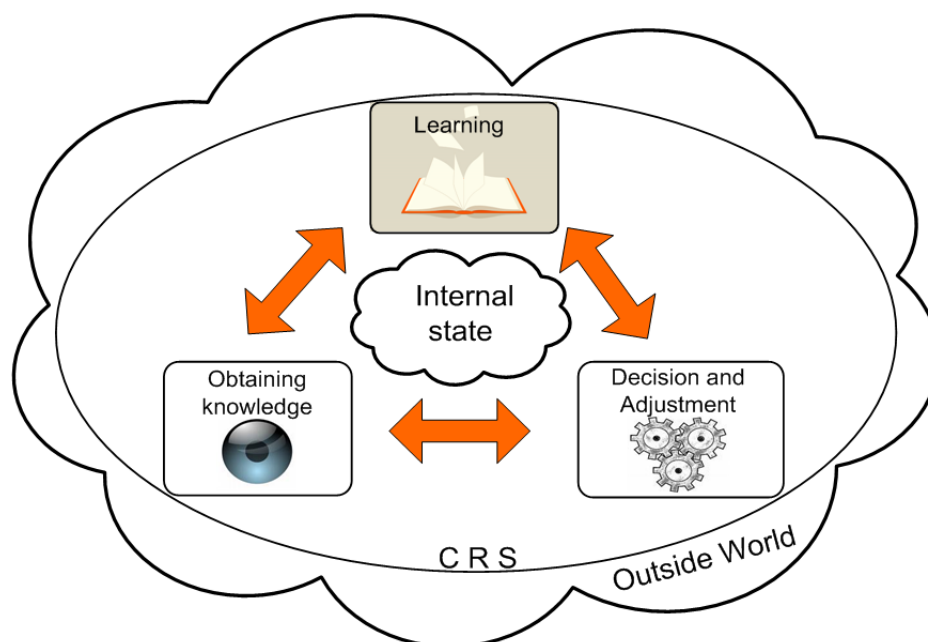 Learning
Internal
state
Obtaining
knowledge
Decision and
Adjustment
C R S
Outside World